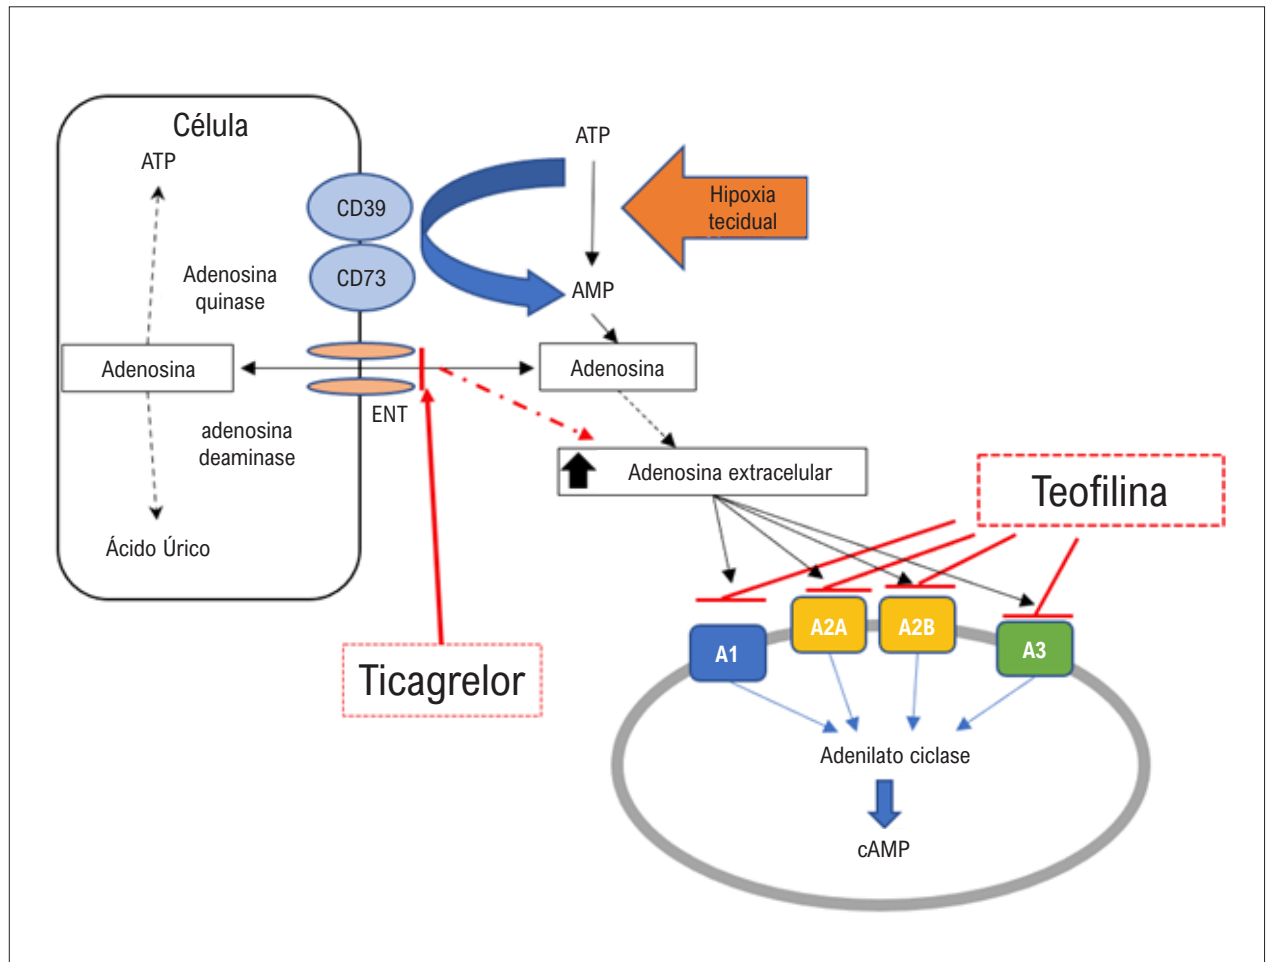 Célula
ATP
ATP
CD39
Hipoxia
tecidual
Adenosina
quinase
CD73
AMP
Adenosina
Adenosina
ENT
adenosina
deaminase
Adenosina extracelular
Teofilina
Ácido Úrico
Ticagrelor
A1
A2A
A2B
A3
Adenilato ciclase
cAMP